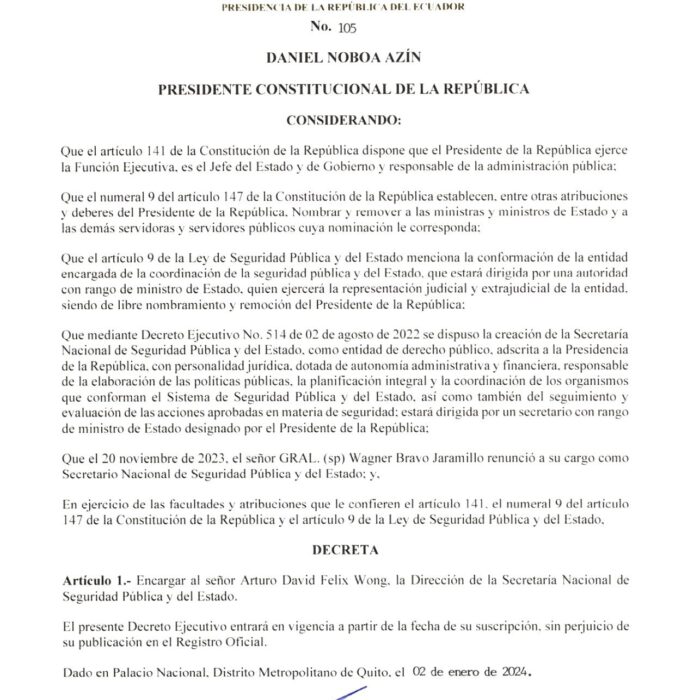 PRESIDENCIA DE LA REPÚBLICA DEL ECUADOR
No. 105
DANIEL NOBOA AZÍN
PRESIDENTE CONSTITUCIONAL DE LA REPÚBLICA
CONSIDERANDO:
Que el artículo 141 de la Constitución de la República dispone que el Presidente de la República ejerce
la Función Ejecutiva, es el Jefe del Estado y de Gobierno y responsable de la administración pública;
Que el numeral 9 del artículo 147 de la Constitución de la República establecen, entre otras atribuciones
y deberes del Presidente de la República, Nombrar y remover a las ministras y ministros de Estado y a
las demás servidoras y servidores públicos cuya nominación le corresponda;
Que el artículo 9 de la Ley de Seguridad Pública y del Estado menciona la conformación de la entidad
encargada de la coordinación de la seguridad pública y del Estado, que estará dirigida por una autoridad
con rango de ministro de Estado, quien ejercerá la representación judicial y extrajudicial de la entidad,
siendo de libre nombramiento y remoción del Presidente de la República;
Que mediante Decreto Ejecutivo No. 514 de 02 de agosto de 2022 se dispuso la creación de la Secretaría
Nacional de Seguridad Pública y del Estado, como entidad de derecho público, adscrita a la Presidencia
de la República, con personalidad jurídica, dotada de autonomía administrativa y financiera, responsable
de la elaboración de las políticas públicas, la planificación integral y la coordinación de los organismos
que conforman el Sistema de Seguridad Pública y del Estado, así como también del seguimiento y
evaluación de las acciones aprobadas en materia de seguridad; estará dirigida por un secretario con rango
de ministro de Estado designado por el Presidente de la República;
Que el 20 noviembre de 2023, el señor GRAL. (sp) Wagner Bravo Jaramillo renunció a su cargo como
Secretario Nacional de Seguridad Pública y del Estado; y,
En ejercicio de las facultades y atribuciones que le confieren el artículo 141, el numeral 9 del artículo
147 de la Constitución de la República y el artículo 9 de la Ley de Seguridad Pública y del Estado,
DECRETA
Artículo 1.- Encargar al señor Arturo David Felix Wong, la Dirección de la Secretaría Nacional de
Seguridad Pública y del Estado.
El presente Decreto Ejecutivo entrará en vigencia a partir de la fecha de su suscripción, sin perjuicio de
su publicación en el Registro Oficial.
Dado en Palacio Nacional, Distrito Metropolitano de Quito, el 02 de enero de 2024.